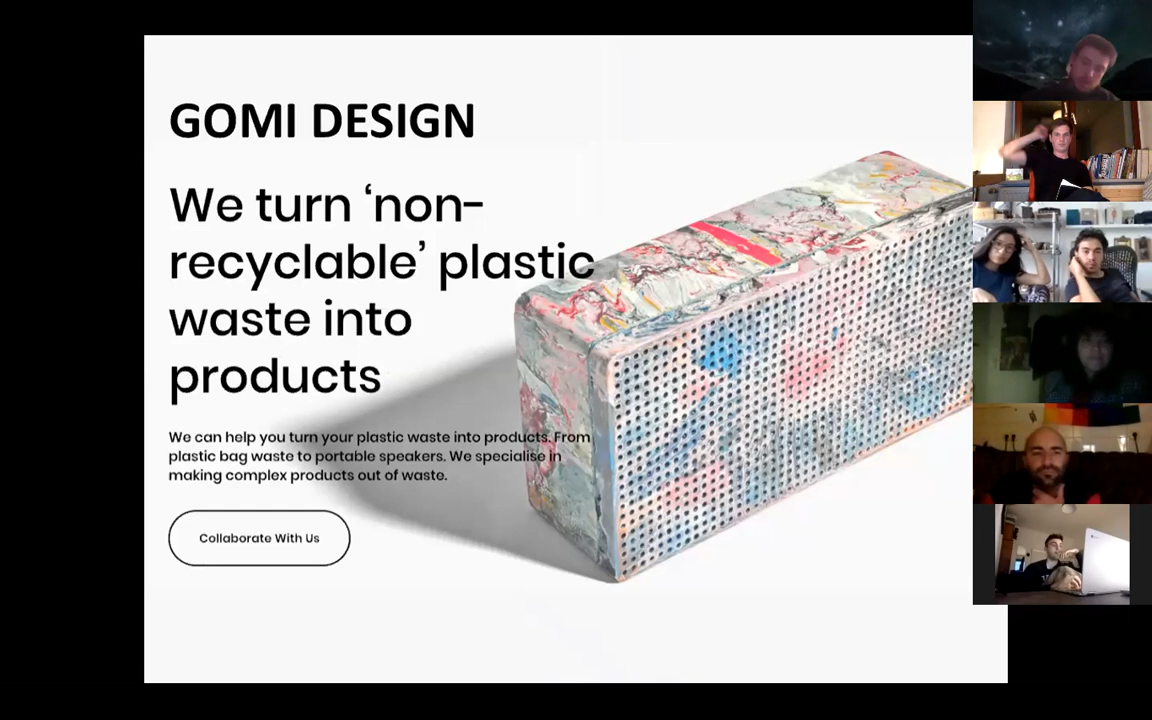 GOMI DESIGN
We turn ‘non-
recyclable’ plastic
waste into
products
We can help you turn your plastic waste into products. From
plastic bag waste to portable speakers. We specialise in
making complex products out of waste.
Collaborate With Us